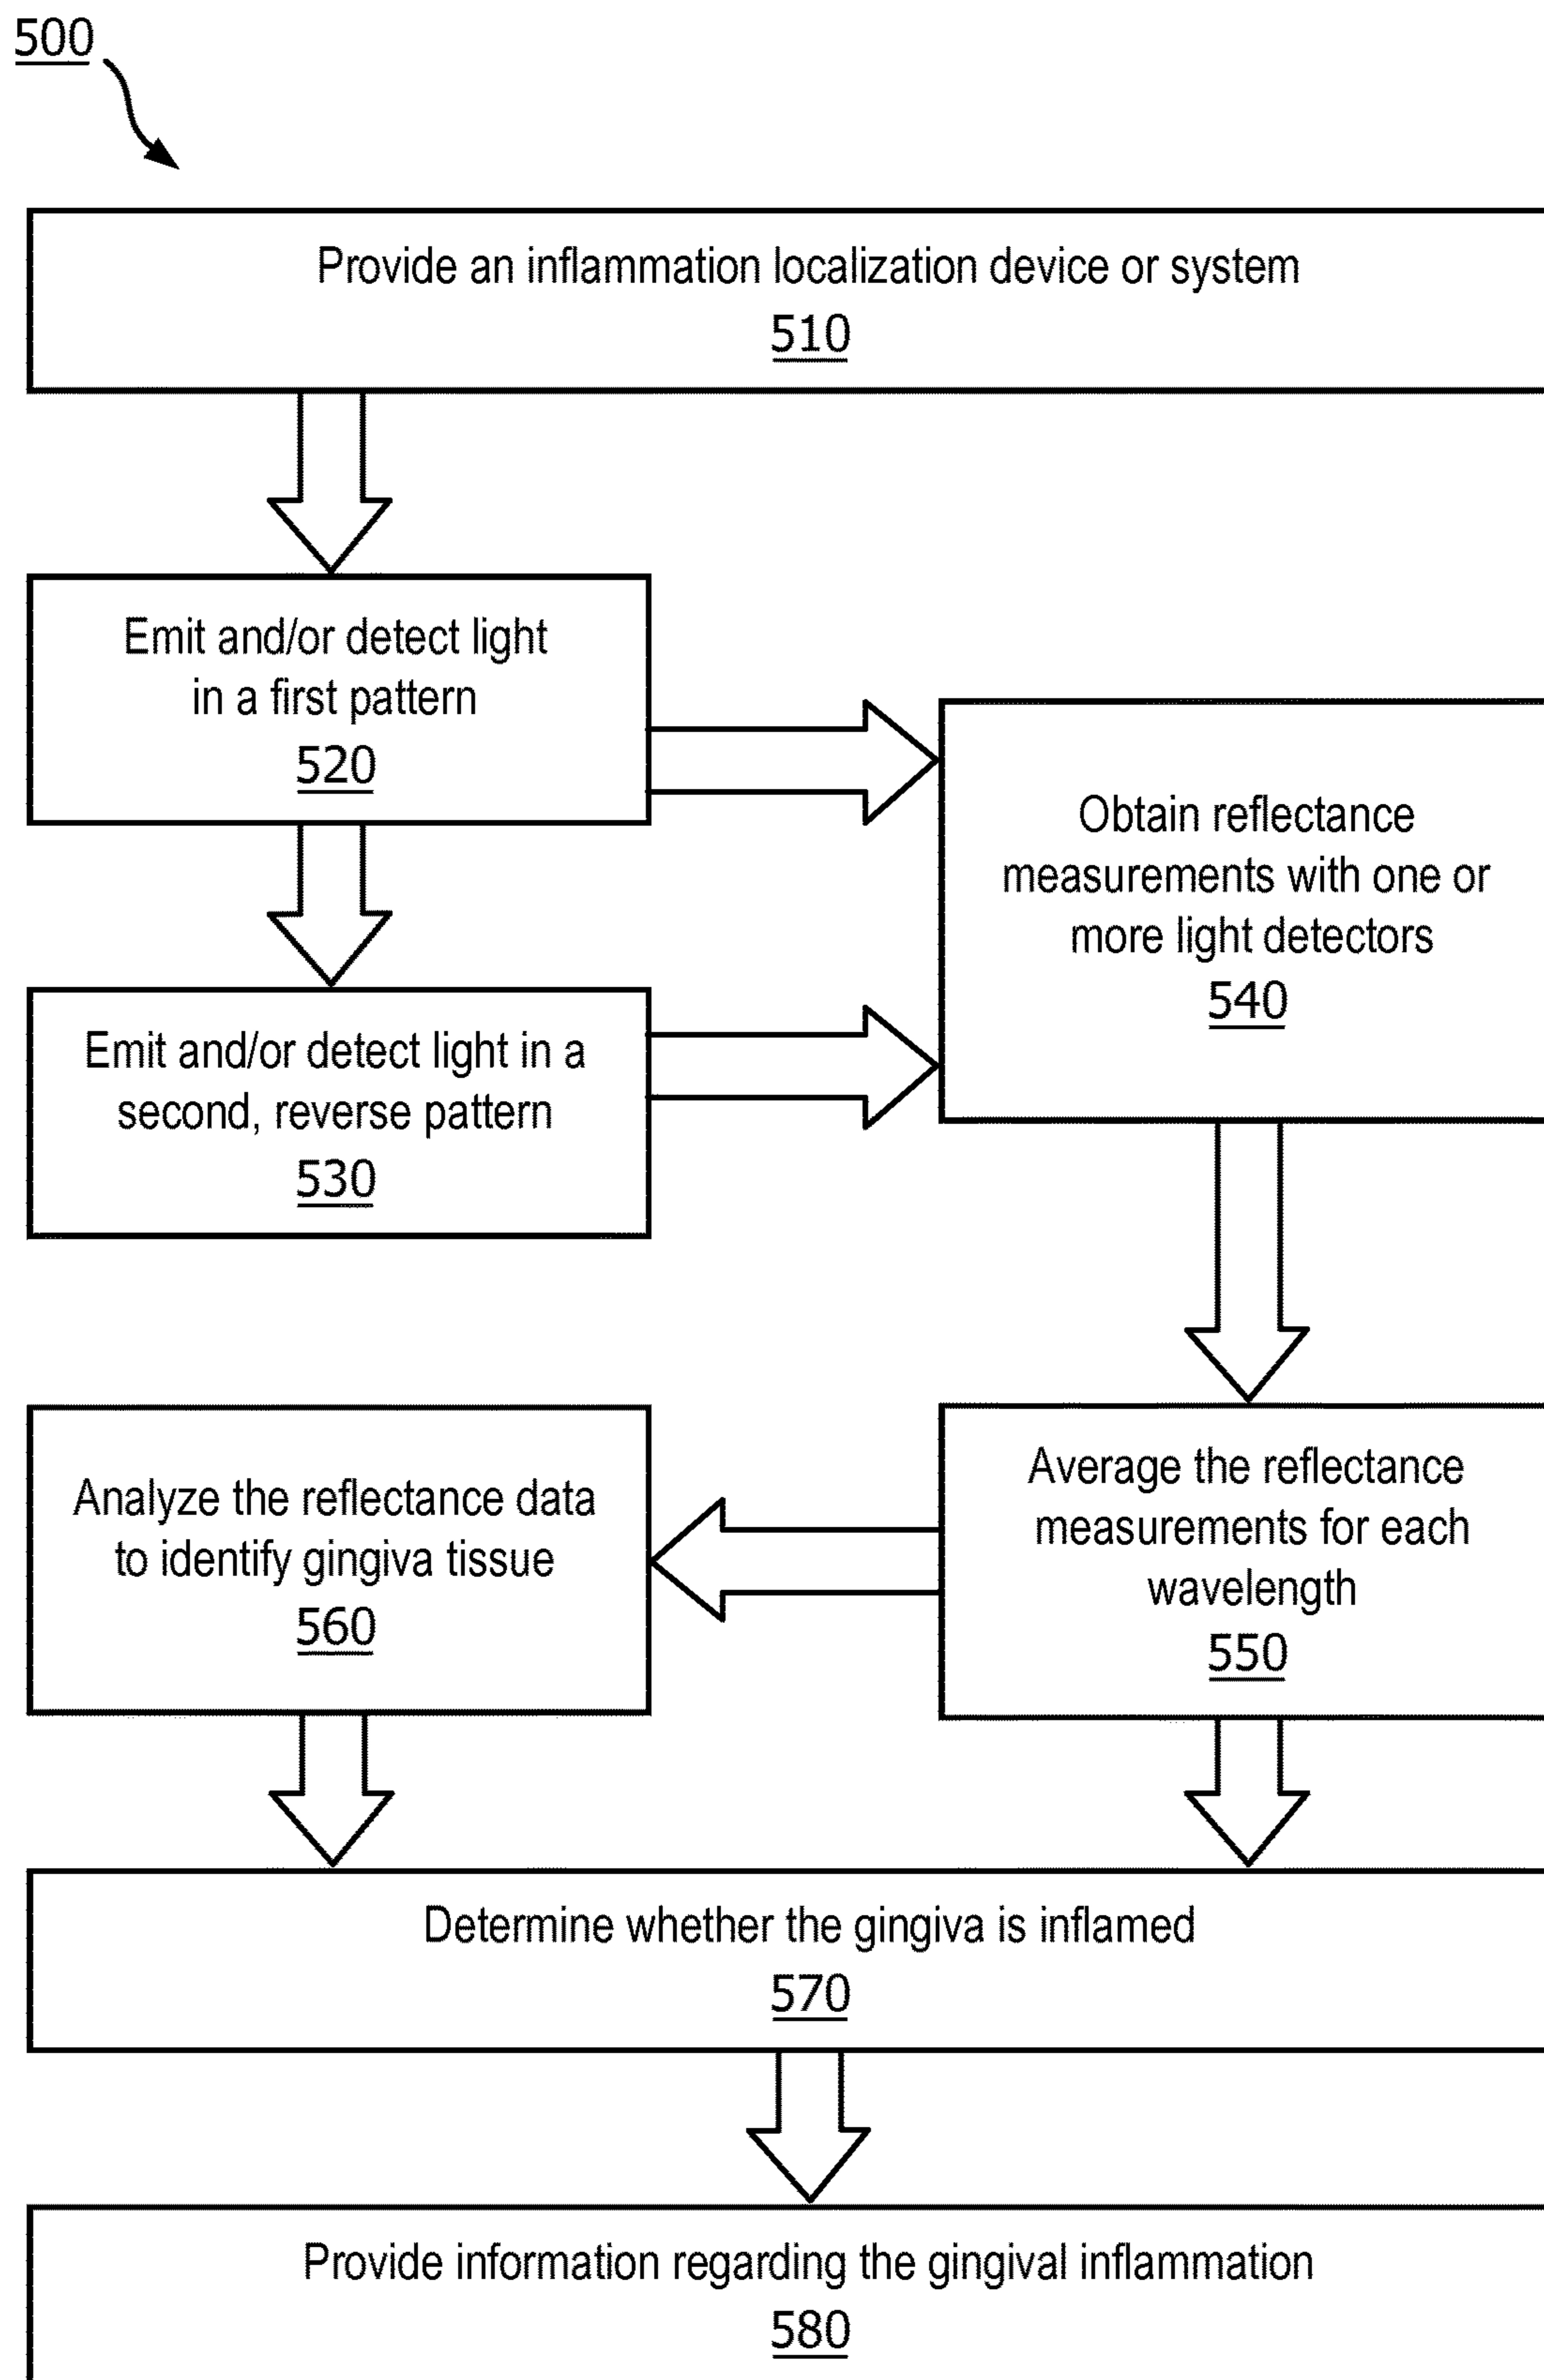 500
Provide an inflammation localization device or system
510
Emit and/or detect light
in a first pattern
520
Emit and/or detect light in a
second, reverse pattern
530
Obtain reflectance
measurements with one or
more light detectors
540
Average the reflectance
measurements for each
wavelength
550
Analyze the reflectance data
to identify gingiva tissue
560
Determine whether the gingiva is inflamed
570
Provide information regarding the gingival inflammation
580